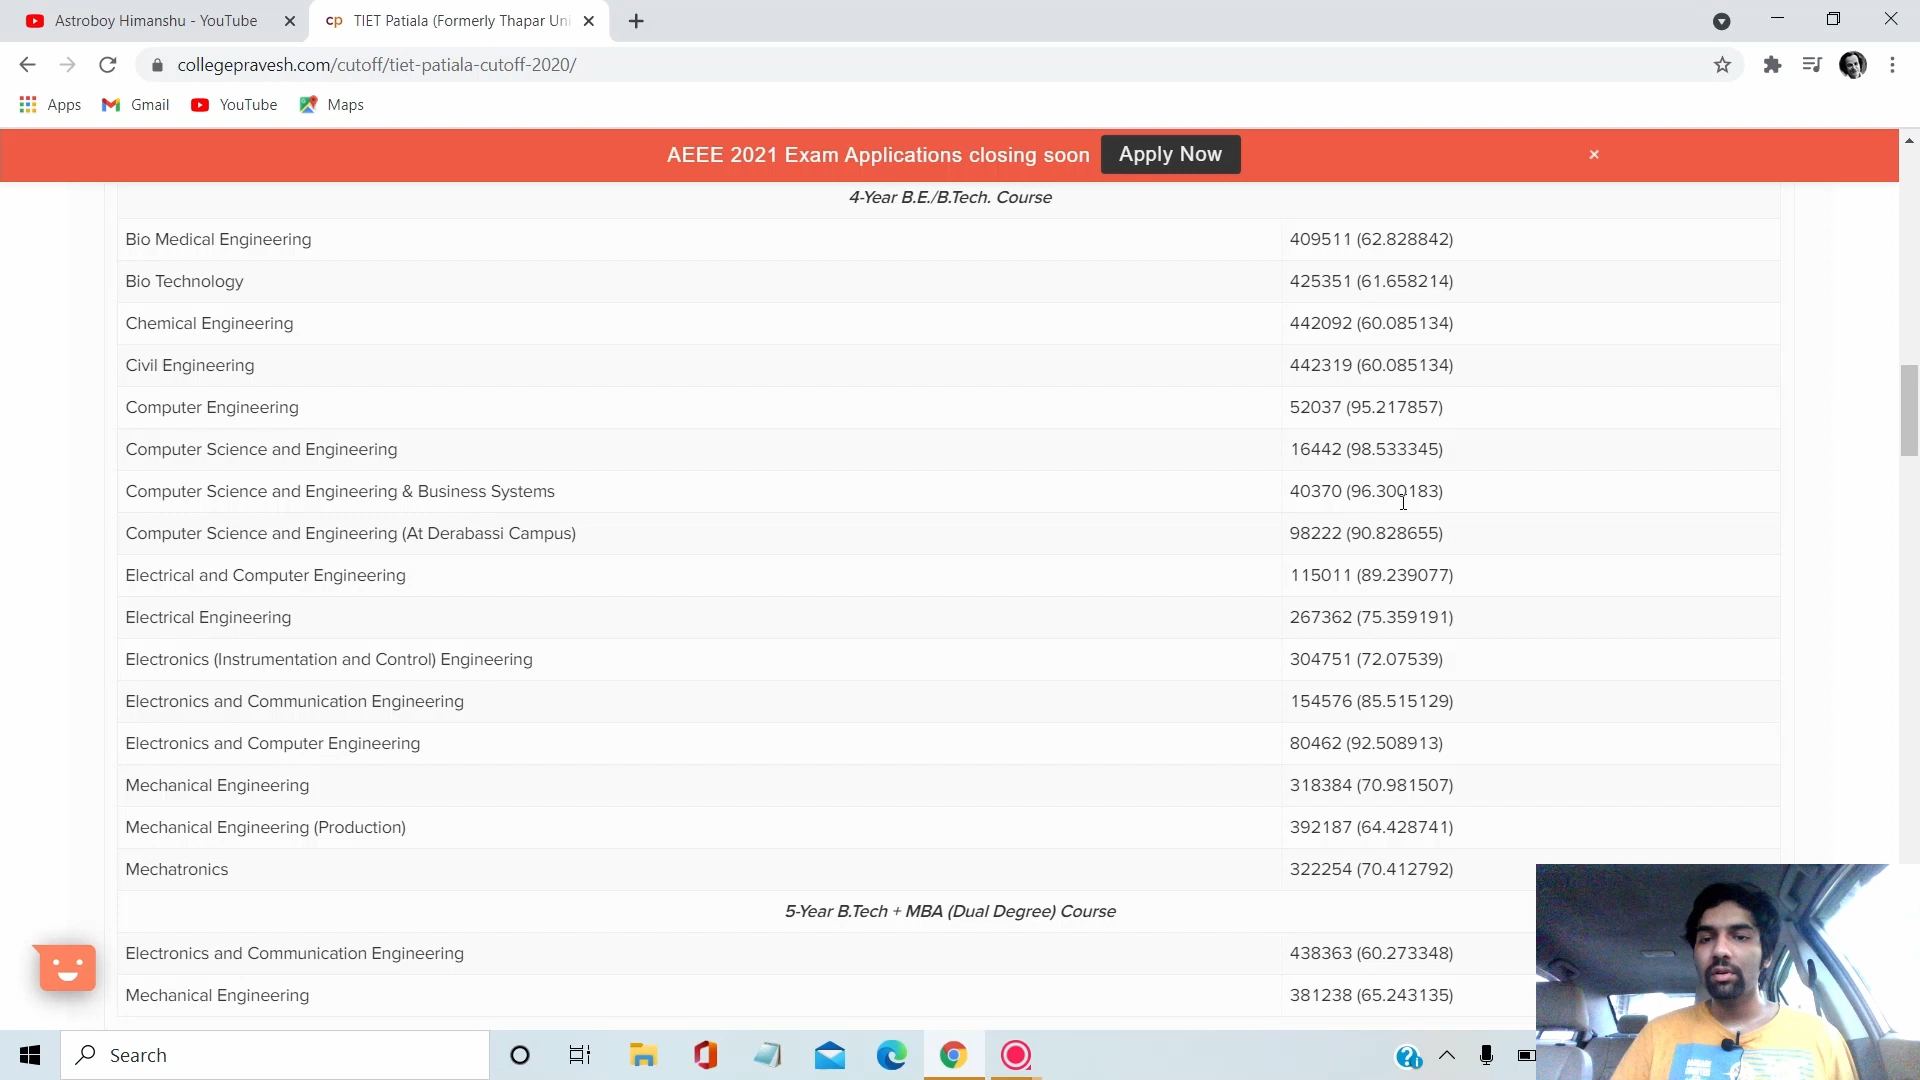 Astroboy Himanshu - YouTube
TIET Patiala (Formerly Thapar Uni
collegepravesh.com/cutoff/tiet-patiala-cutoff-2020/
Apps Gmail YouTube Maps
AEEE 2021 Exam Applications closing soon Apply Now
4-Year B.E./B.Tech. Course
Bio Medical Engineering 409511 (62.828842)
Bio Technology 425351 (61.658214)
Chemical Engineering 442092 (60.085134)
Civil Engineering 442319 (60.085134)
Computer Engineering 52037 (95.217857)
Computer Science and Engineering 16442 (98.533345)
Computer Science and Engineering & Business Systems 40370 (96.300183)
Computer Science and Engineering (At Derabassi Campus) 98222 (90.828655)
Electrical and Computer Engineering 115011 (89.239077)
Electrical Engineering 267362 (75.359191)
Electronics (Instrumentation and Control) Engineering 304751 (72.07539)
Electronics and Communication Engineering 154576 (85.515129)
Electronics and Computer Engineering 80462 (92.508913)
Mechanical Engineering 318384 (70.981507)
Mechanical Engineering (Production) 392187 (64.428741)
Mechatronics 322254 (70.412792)
5-Year B.Tech + MBA (Dual Degree) Course
Electronics and Communication Engineering 438363 (60.273348)
Mechanical Engineering 381238 (65.243135)
Search